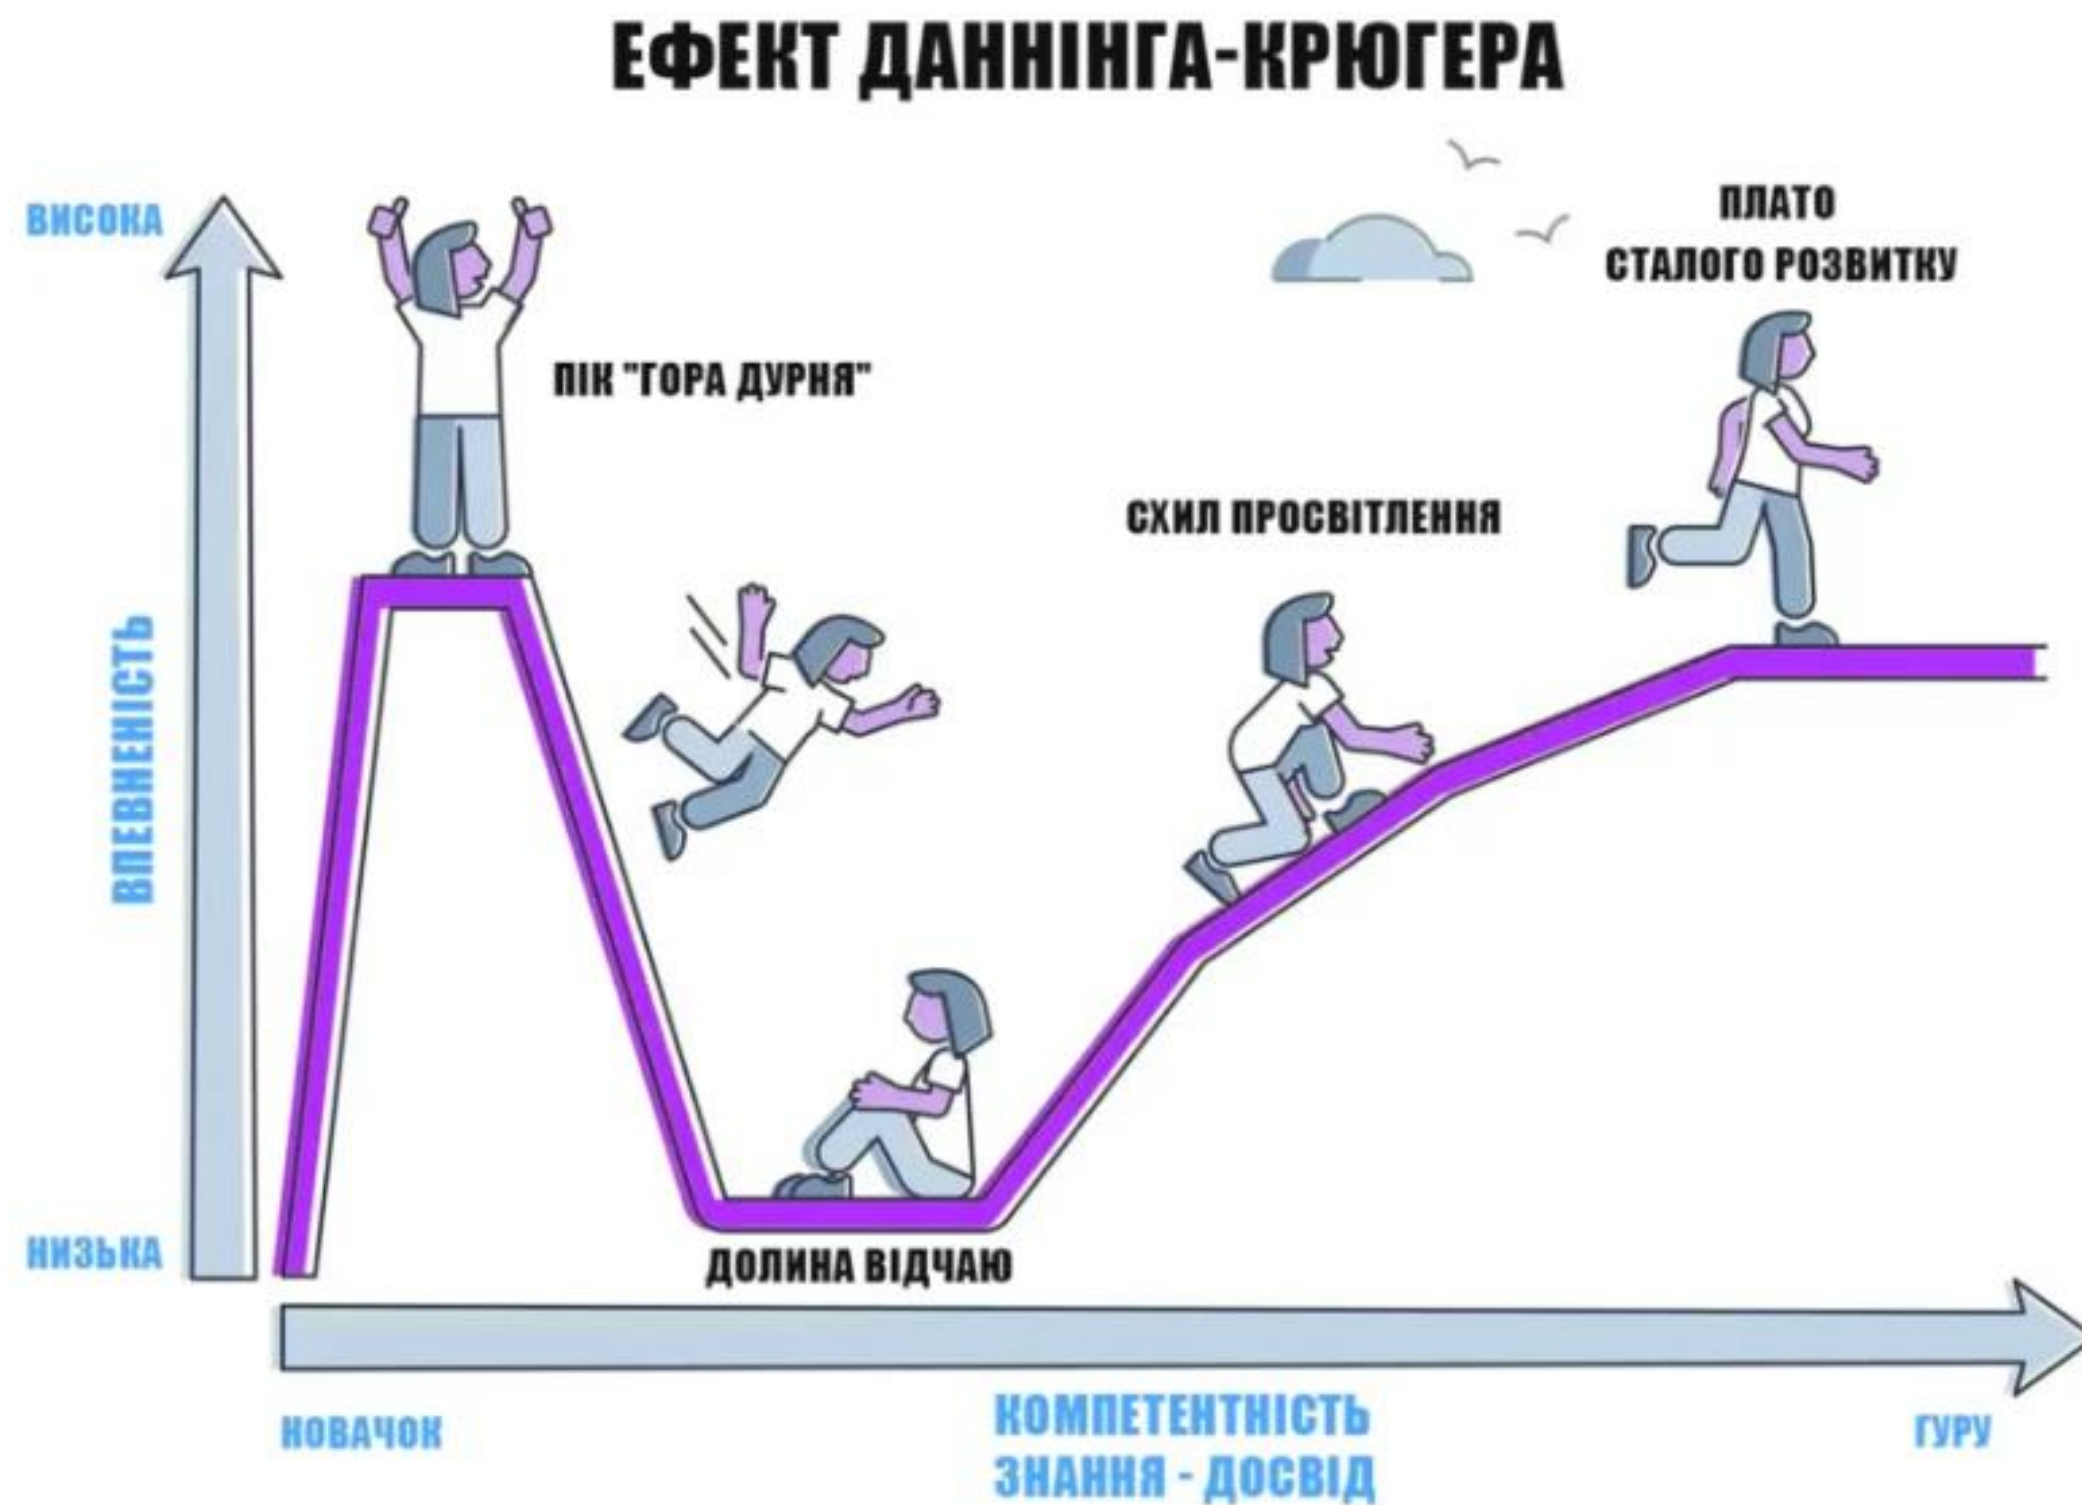 ЕФЕКТ ДАННІНГА-КРЮГЕРА
ВИСОКА
ПЛАТО
СТАЛОГО РОЗВИТКУ
ПІК "ГОРА ДУРНЯ"
СХИЛ ПРОСВІТЛЕННЯ
ВПЕВНЕНІСТЬ
НИЗЬКА
ДОЛИНА ВІДЧАЮ
НОВАЧОК
КОМПЕТЕНТНІСТЬ
ЗНАННЯ - ДОСВІД
ГУРУ